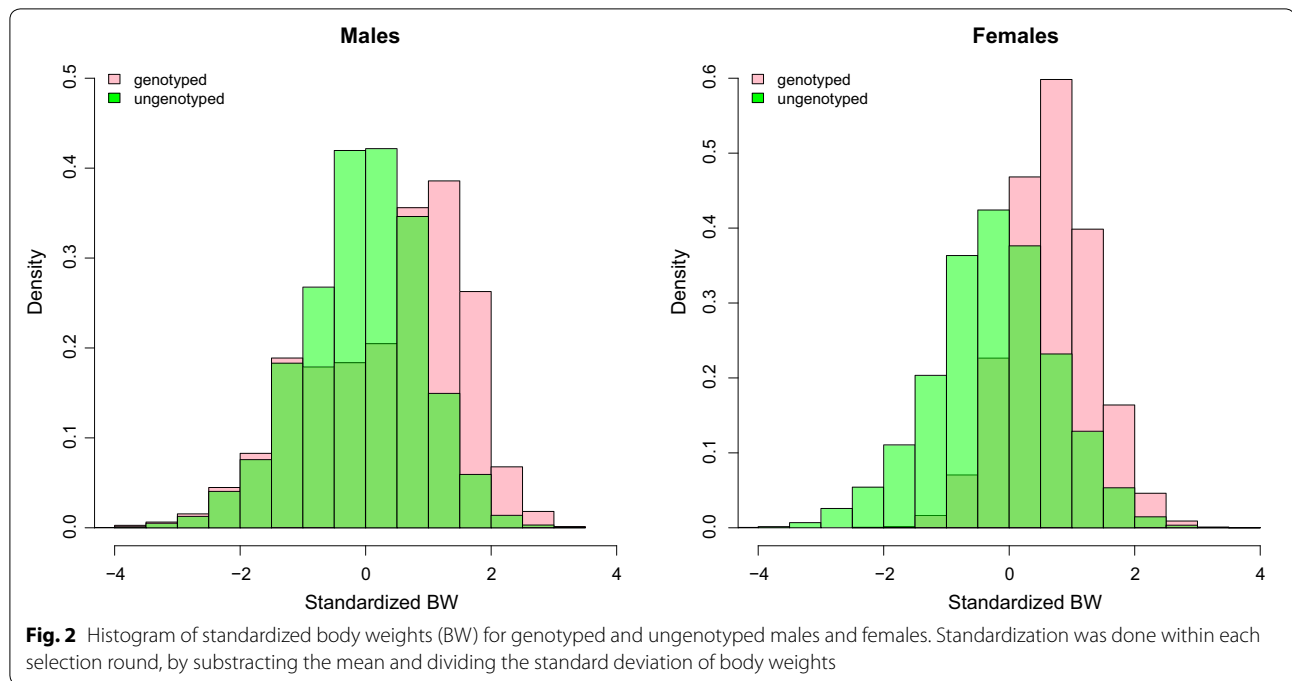 Males
genotyped
ungenotyped
0.5
0.4
0.3
0.2
0.1
0.0
Density
−4 −2 0 2 4
Standardized BW
Females
genotyped
ungenotyped
0.6
0.5
0.4
0.3
0.2
0.1
0.0
Density
−4 −2 0 2 4
Standardized BW
Fig. 2 Histogram of standardized body weights (BW) for genotyped and ungenotyped males and females. Standardization was done within each
selection round, by substracting the mean and dividing the standard deviation of body weights